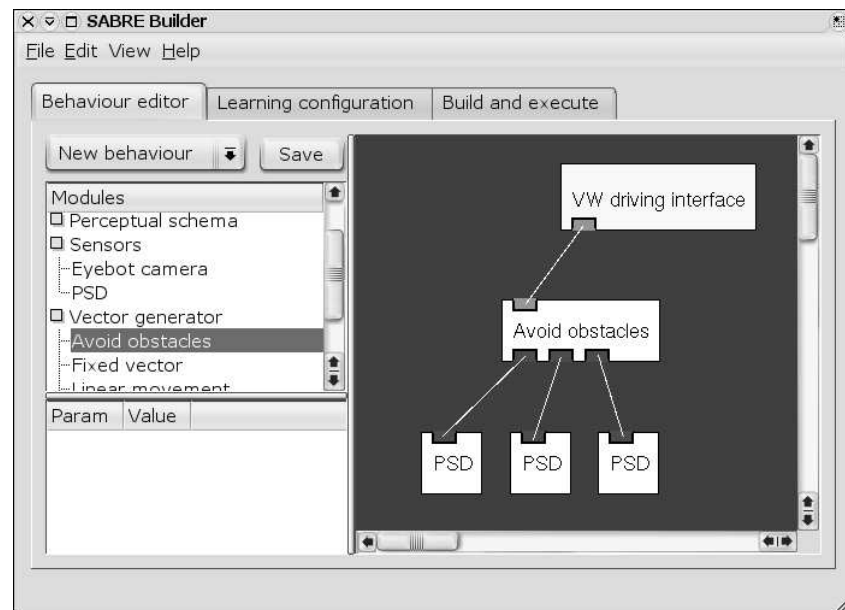 SABRE Builder
File Edit View Help
Behaviour editor Learning configuration Build and execute
New behaviour Save
Modules
Perceptual schema
Sensors
Eyebot camera
PSD
Vector generator
Avoid obstacles
Fixed vector
Linear movement
Param Value
VW driving interface
Avoid obstacles
PSD PSD PSD